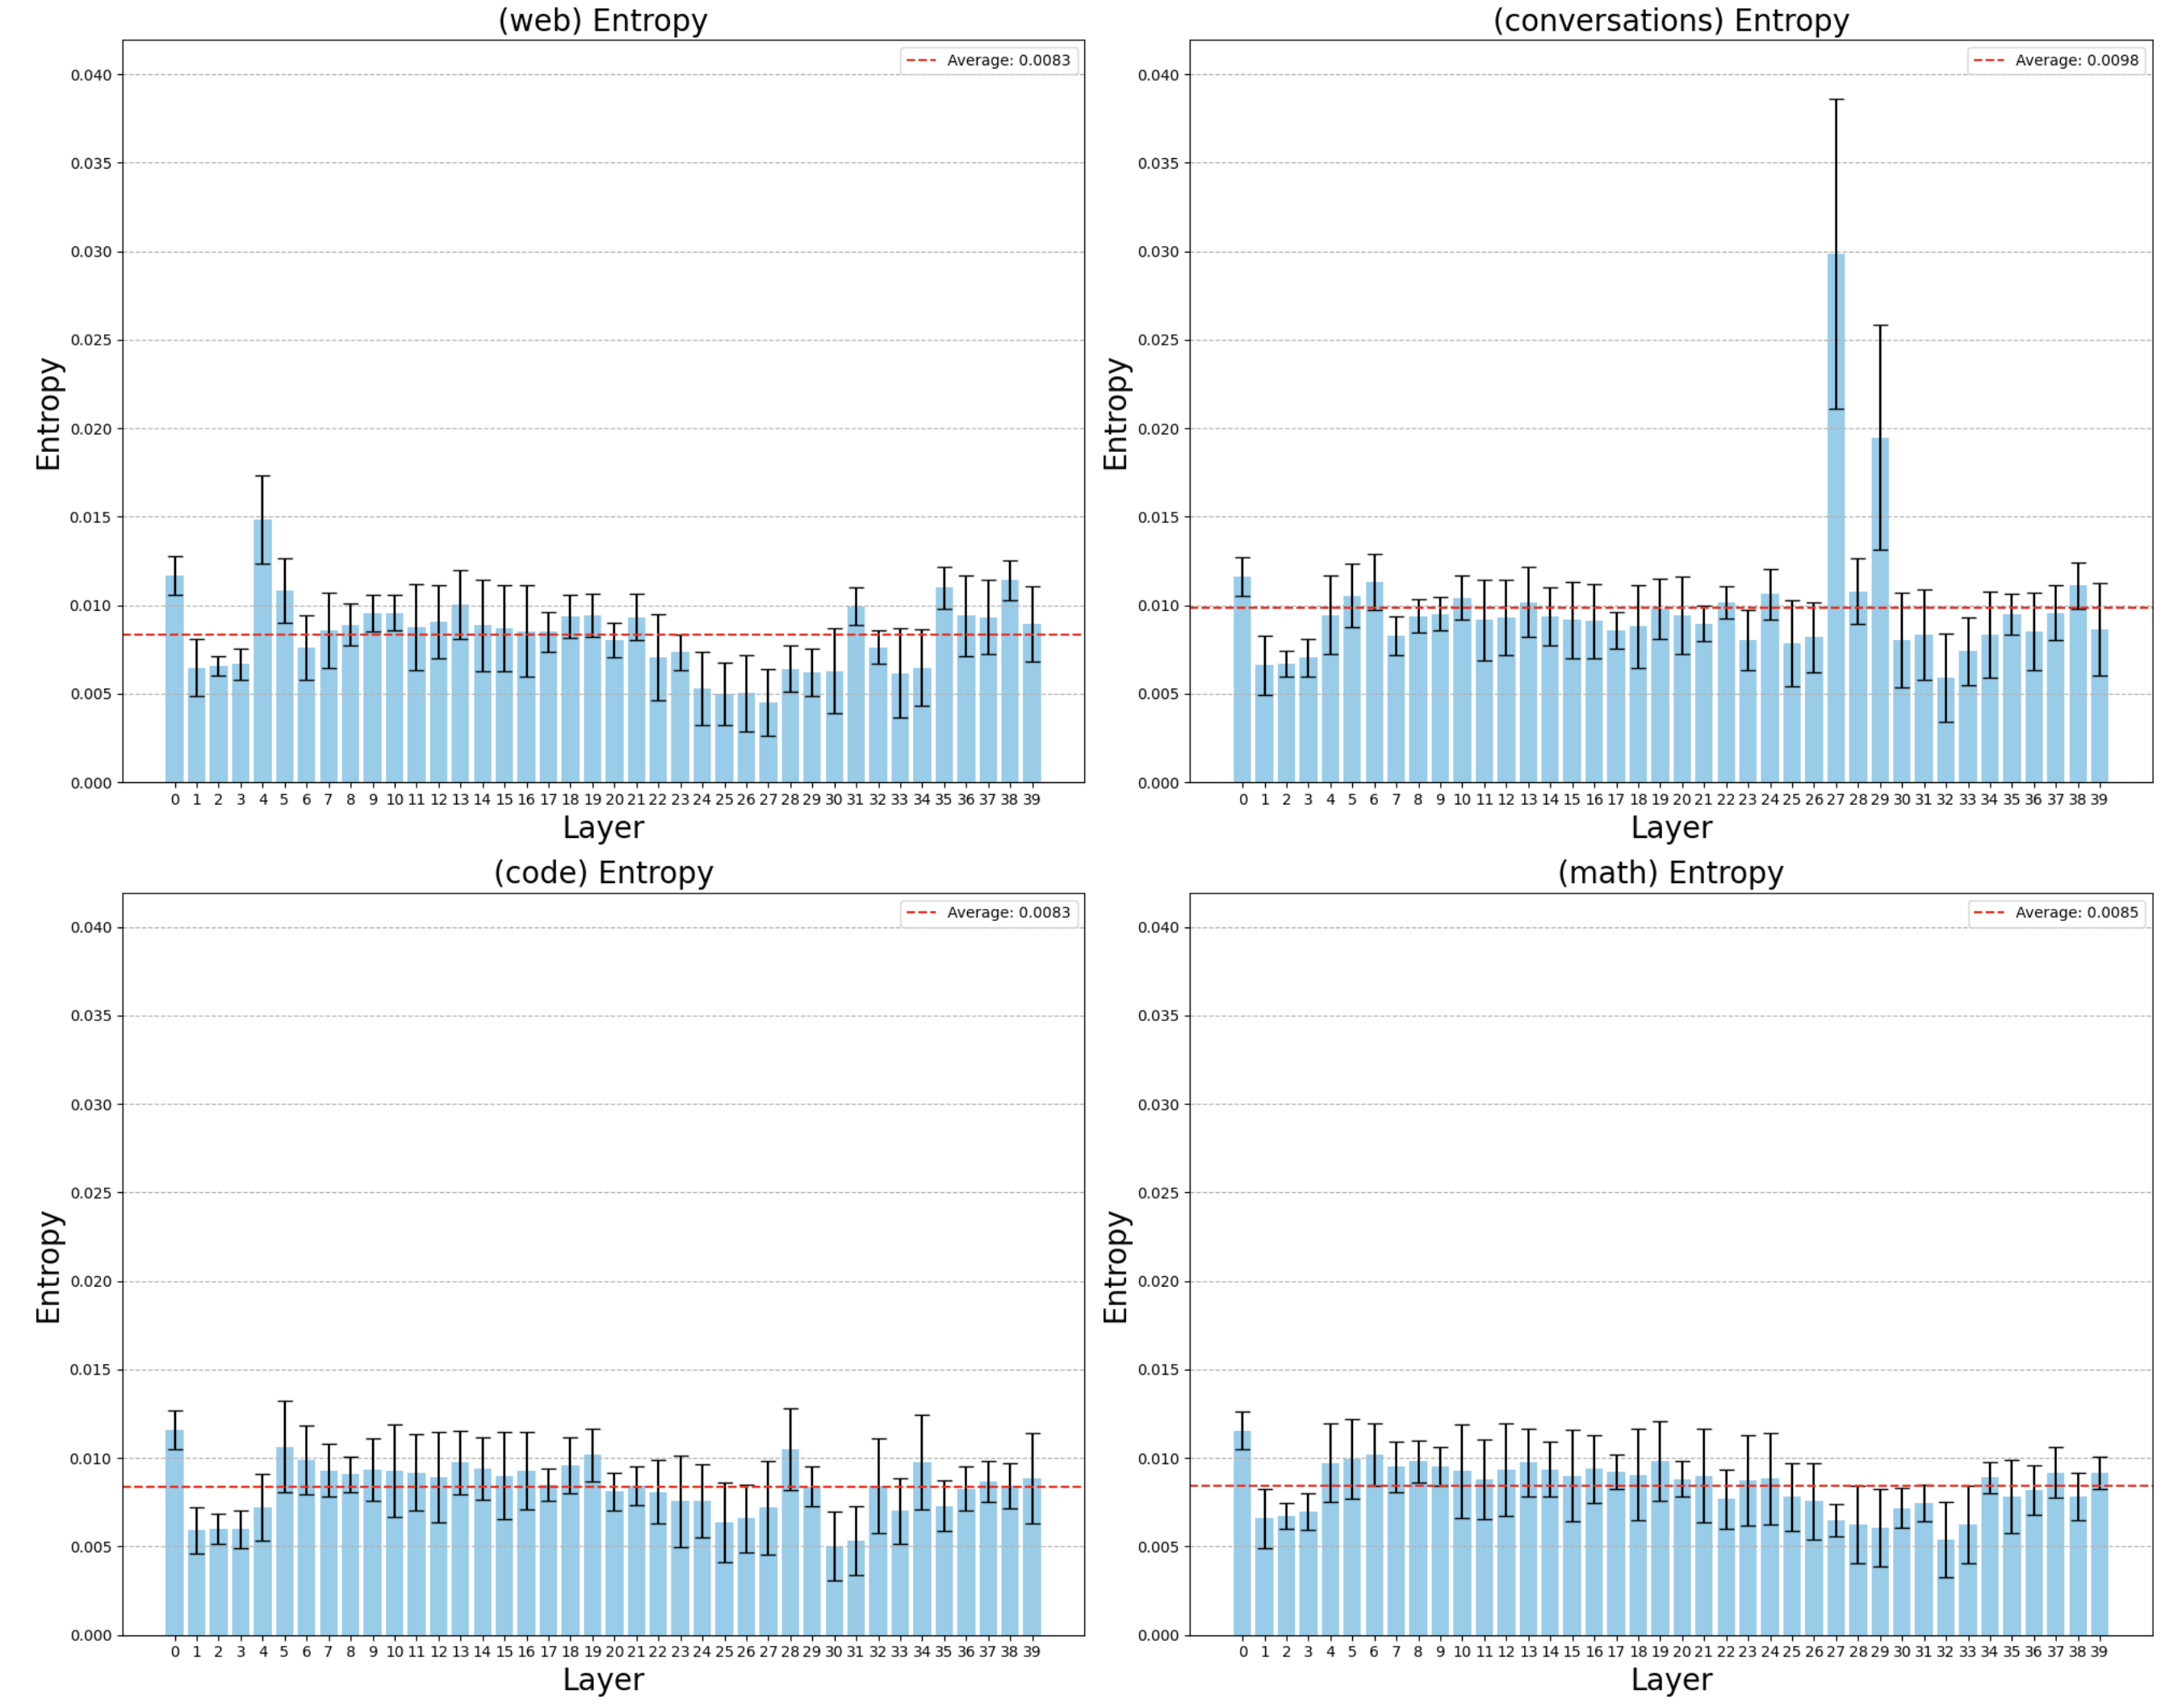 (web) Entropy
Average: 0.0083
0.040
0.035
0.030
0.025
0.020
0.015
0.010
0.005
0.000
Entropy
0 1 2 3 4 5 6 7 8 9 10 11 12 13 14 15 16 17 18 19 20 21 22 23 24 25 26 27 28 29 30 31 32 33 34 35 36 37 38 39
Layer
(conversations) Entropy
Average: 0.0098
0.040
0.035
0.030
0.025
0.020
0.015
0.010
0.005
0.000
Entropy
0 1 2 3 4 5 6 7 8 9 10 11 12 13 14 15 16 17 18 19 20 21 22 23 24 25 26 27 28 29 30 31 32 33 34 35 36 37 38 39
Layer
(code) Entropy
Average: 0.0083
0.040
0.035
0.030
0.025
0.020
0.015
0.010
0.005
0.000
Entropy
0 1 2 3 4 5 6 7 8 9 10 11 12 13 14 15 16 17 18 19 20 21 22 23 24 25 26 27 28 29 30 31 32 33 34 35 36 37 38 39
Layer
(math) Entropy
Average: 0.0085
0.040
0.035
0.030
0.025
0.020
0.015
0.010
0.005
0.000
Entropy
0 1 2 3 4 5 6 7 8 9 10 11 12 13 14 15 16 17 18 19 20 21 22 23 24 25 26 27 28 29 30 31 32 33 34 35 36 37 38 39
Layer